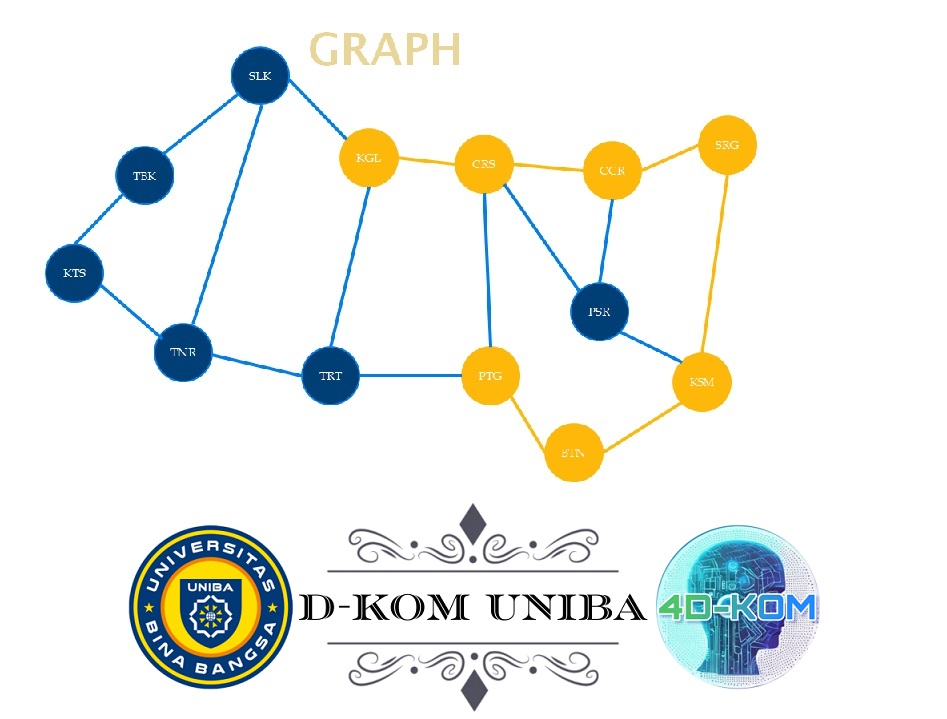 GRAPH
SLK
KGL
CRS
CCR
SRG
TBK
KTS
TNR
TRT
PTG
PSR
KSM
BTN
UNIVERSITAS
UNIBA
BINA BANGSA
D-KOM UNIBA
4D-KOM